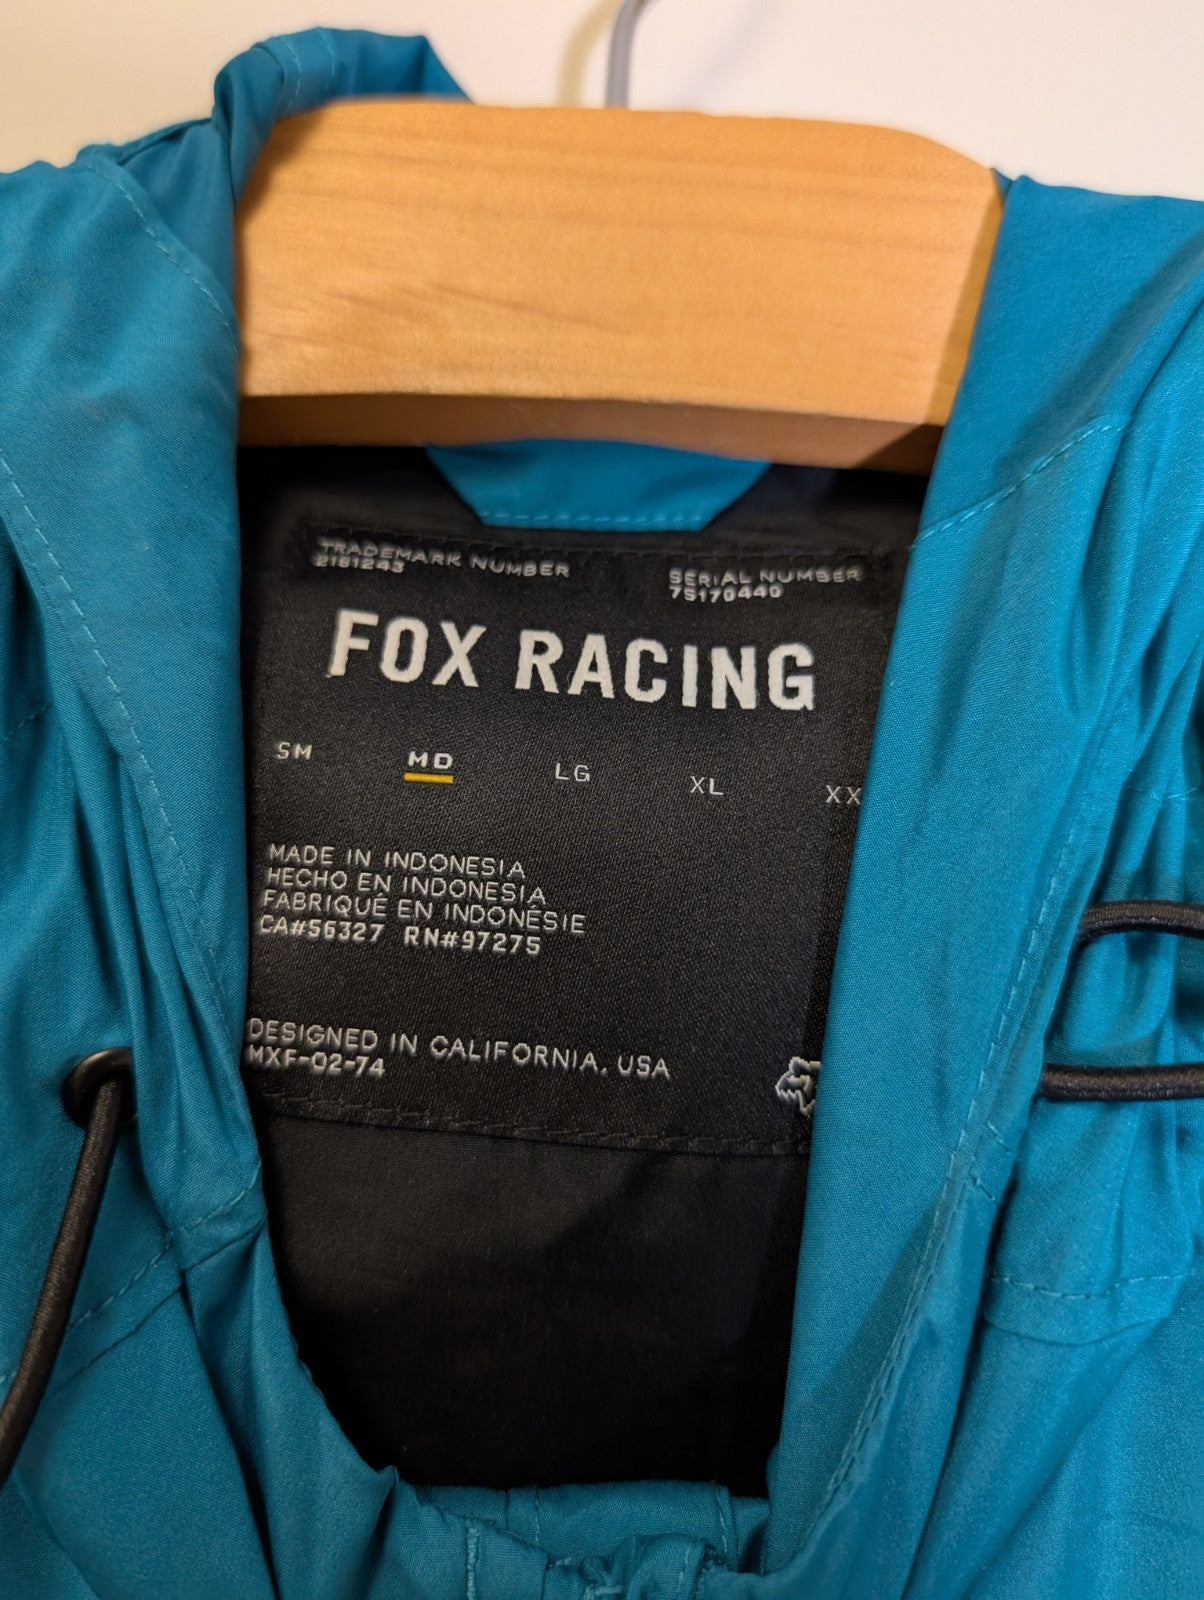 TRADEMARK NUMBER
2181243
SERIAL NUMBER
75170440
FOX RACING
SM MD LG XL XX
MADE IN INDONESIA
HECHO EN INDONESIA
FABRIQUÉ EN INDONÉSIE
CA#56327 RN#97275
DESIGNED IN CALIFORNIA, USA
MXF-02-74